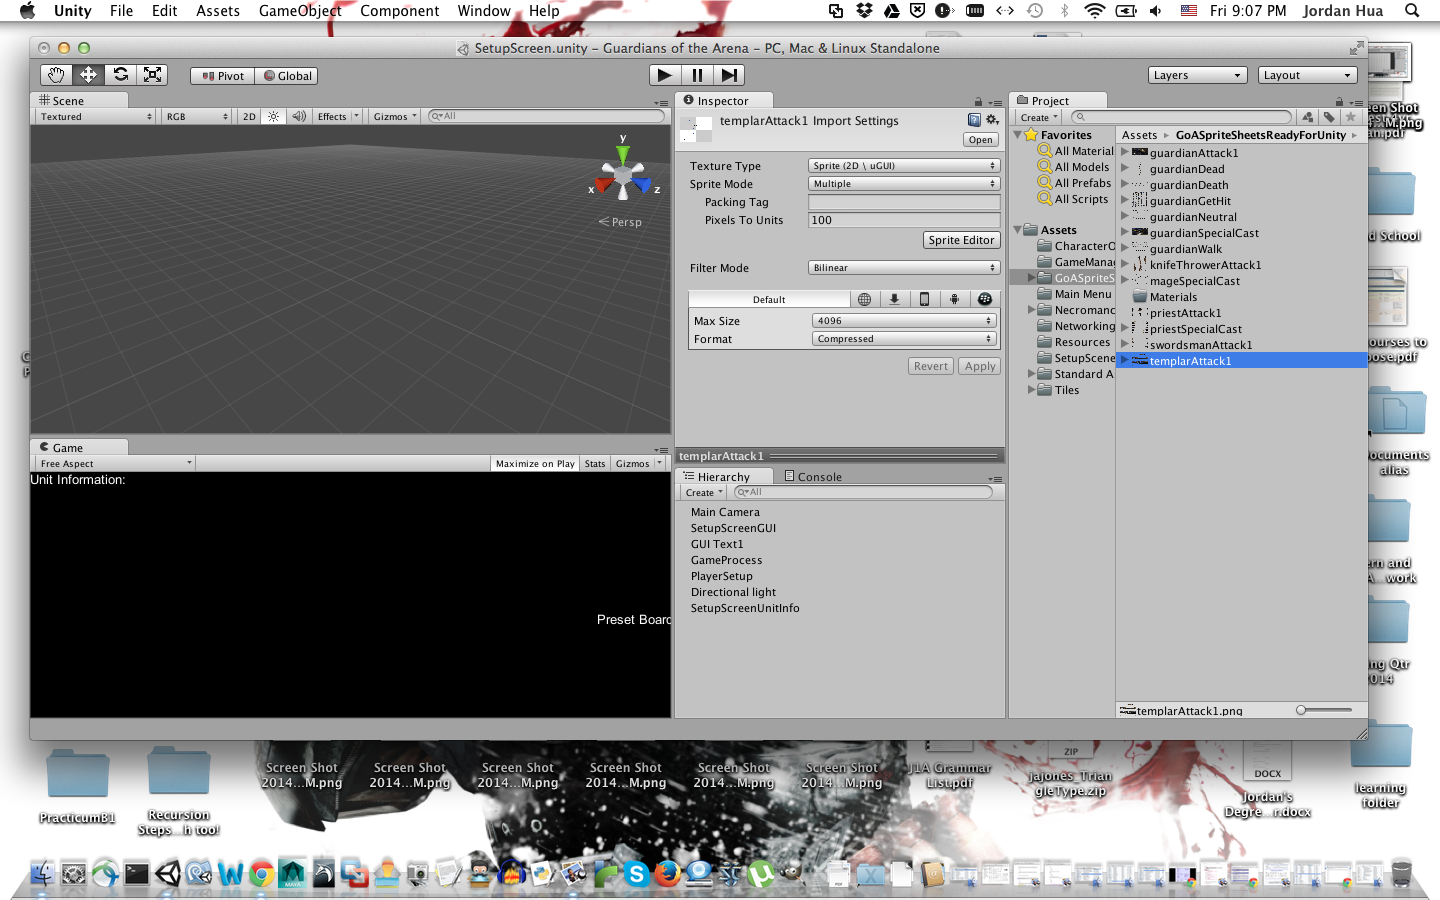 Unity File Edit Assets GameObject Component Window Help
Fri 9:07 PM Jordan Hua
SetupScreen.unity – Guardians of the Arena – PC, Mac & Linux Standalone
Pivot Global
Layers Layout
Scene
Textured RGB 2D Effects Gizmos All
Persp
y
x
z
Game
Free Aspect Maximize on Play Stats Gizmos
Unit Information:
Preset Board
Inspector
templarAttack1 Import Settings
Open
Texture Type Sprite (2D \ uGUI)
Sprite Mode Multiple
Packing Tag
Pixels To Units 100
Sprite Editor
Filter Mode Bilinear
Default
Max Size 4096
Format Compressed
Revert Apply
templarAttack1
Hierarchy Console
Create All
Main Camera
SetupScreenGUI
GUI Text1
GameProcess
PlayerSetup
Directional light
SetupScreenUnitInfo
Project
Create
Favorites
All Material
All Models
All Prefabs
All Scripts
Assets
CharacterO
GameManag
GoASpriteS
Main Menu
Necromanc
Networking
Resources
SetupScene
Standard A
Tiles
Assets GoASpriteSheetsReadyForUnity
guardianAttack1
guardianDead
guardianDeath
guardianGetHit
guardianNeutral
guardianSpecialCast
guardianWalk
knifeThrowerAttack1
mageSpecialCast
Materials
priestAttack1
priestSpecialCast
swordsmanAttack1
templarAttack1
templarAttack1.png
een Shot
d School
ourses to
pose.pdf
ocuments
alias
ern and
A...work
ng Qtr
2014
learning
folder
PracticumB1
Recursion
Steps...h too!
Screen Shot
2014...M.png
Screen Shot
2014...M.png
Screen Shot
2014...M.png
Screen Shot
2014...M.png
Screen Shot
2014...M.png
Screen Shot
2014...M.png
J1A Grammar
List.pdf
ZIP
jajones_Trian
gleType.zip
DOCX
Jordan's
Degre...r.docx
MAYA